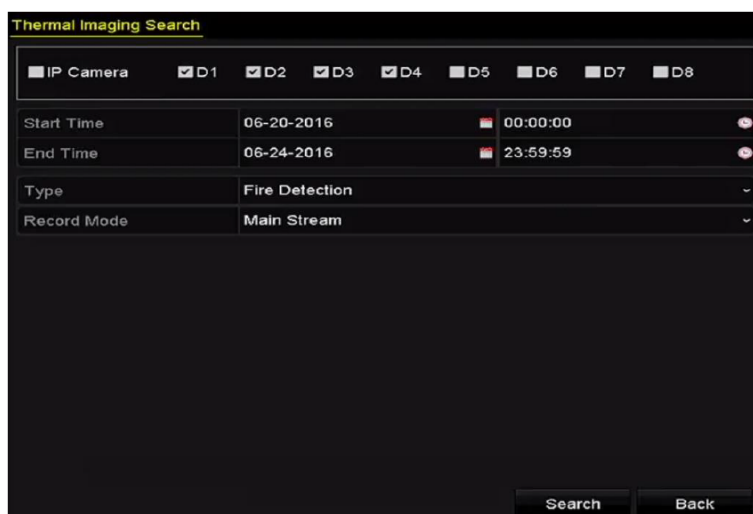 Thermal Imaging Search
IP Camera D1 D2 D3 D4 D5 D6 D7 D8
Start Time 06-20-2016 00:00:00
End Time 06-24-2016 23:59:59
Type Fire Detection
Record Mode Main Stream
Search Back